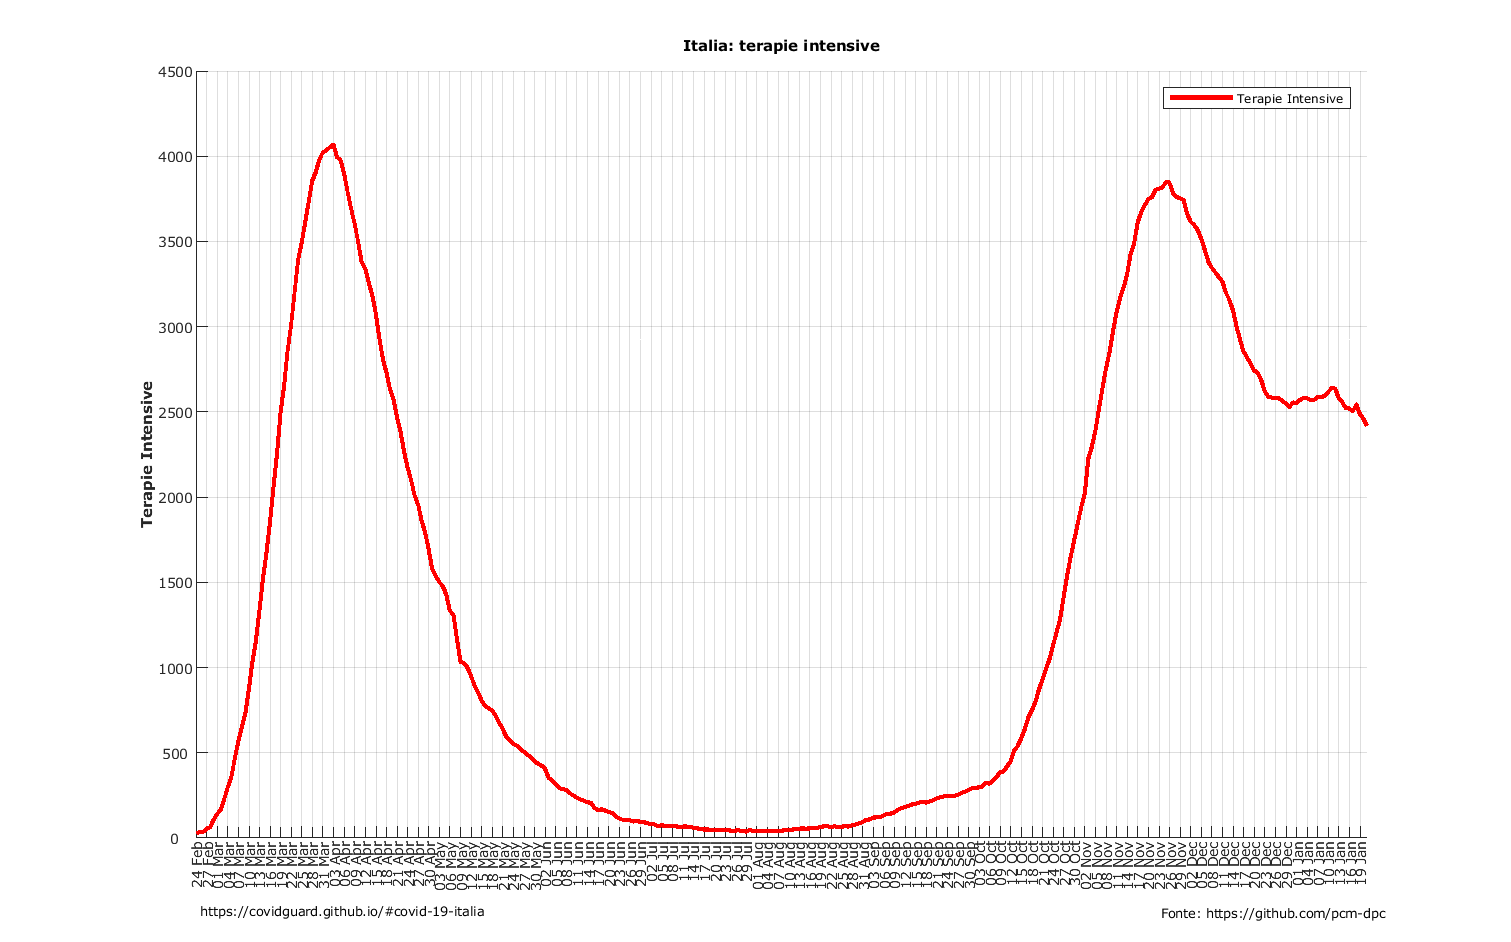 Italia: terapie intensive
Terapie Intensive
Terapie Intensive
4500
4000
3500
3000
2500
2000
1500
1000
500
0
24 Feb
27 Feb
01 Mar
04 Mar
07 Mar
10 Mar
13 Mar
16 Mar
19 Mar
22 Mar
25 Mar
28 Mar
31 Mar
03 Apr
06 Apr
09 Apr
12 Apr
15 Apr
18 Apr
21 Apr
24 Apr
27 Apr
30 Apr
03 May
06 May
09 May
12 May
15 May
18 May
21 May
24 May
27 May
30 May
02 Jun
05 Jun
08 Jun
11 Jun
14 Jun
17 Jun
20 Jun
23 Jun
26 Jun
29 Jun
02 Jul
05 Jul
08 Jul
11 Jul
14 Jul
17 Jul
20 Jul
23 Jul
26 Jul
29 Jul
01 Aug
04 Aug
07 Aug
10 Aug
13 Aug
16 Aug
19 Aug
22 Aug
25 Aug
28 Aug
31 Aug
03 Sep
06 Sep
09 Sep
12 Sep
15 Sep
18 Sep
21 Sep
24 Sep
27 Sep
30 Sep
03 Oct
06 Oct
09 Oct
12 Oct
15 Oct
18 Oct
21 Oct
24 Oct
27 Oct
30 Oct
02 Nov
05 Nov
08 Nov
11 Nov
14 Nov
17 Nov
20 Nov
23 Nov
26 Nov
29 Nov
02 Dec
05 Dec
08 Dec
11 Dec
14 Dec
17 Dec
20 Dec
23 Dec
26 Dec
29 Dec
01 Jan
04 Jan
07 Jan
10 Jan
13 Jan
16 Jan
19 Jan
https://covidguard.github.io/#covid-19-italia
Fonte: https://github.com/pcm-dpc